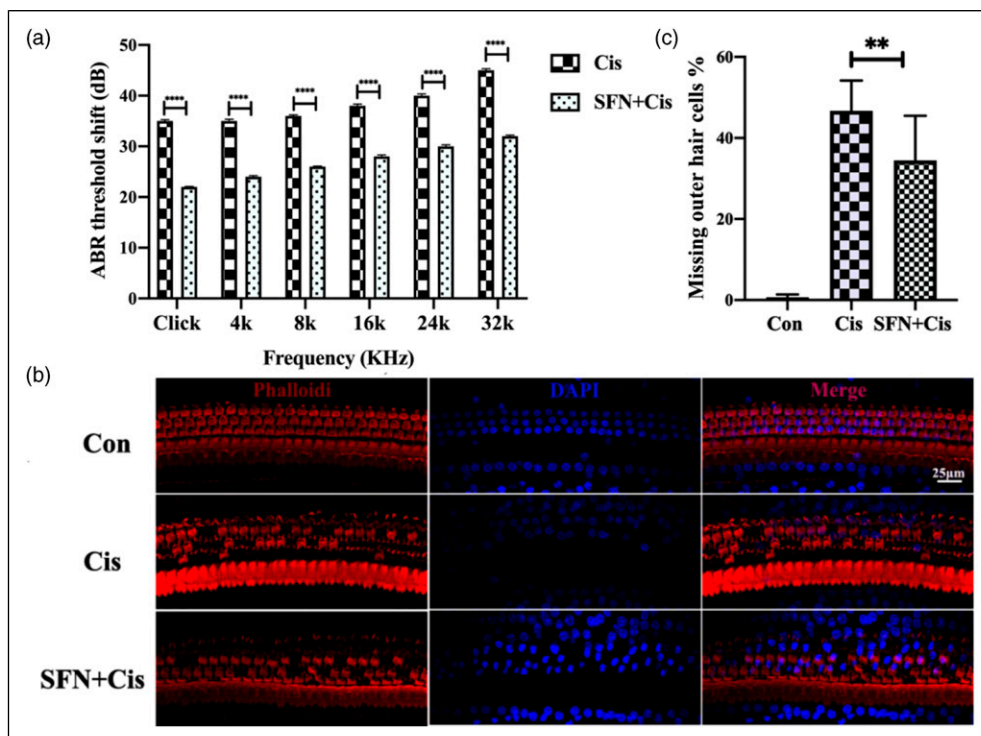 (a)
ABR threshold shift (dB)
50
40
30
20
10
0
**** **** **** **** **** ****
Click 4k 8k 16k 24k 32k
Frequency (KHz)
Cis
SFN+Cis
(c)
Missing outer hair cells %
60
40
20
0
**
Con Cis SFN+Cis
(b)
Phalloidi DAPI Merge
Con
25μm
Cis
SFN+Cis